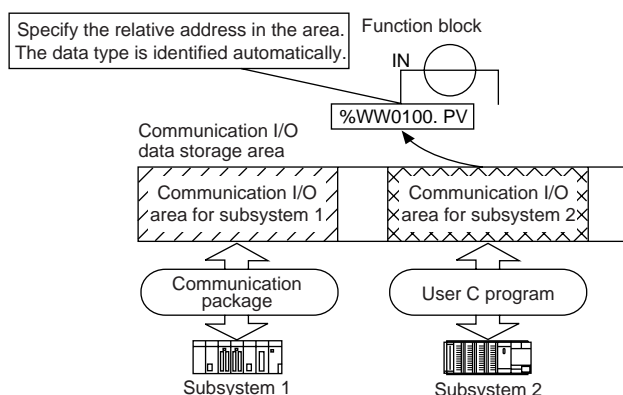 Specify the relative address in the area.
The data type is identified automatically.
Function block
IN
%WW0100. PV
Communication I/O
data storage area
Communication I/O
area for subsystem 1
Communication I/O
area for subsystem 2
Communication
package
User C program
Subsystem 1
Subsystem 2